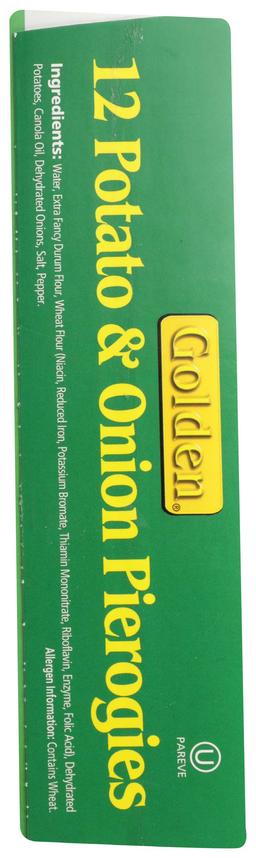 Golden®
U
PAREVE
12 Potato & Onion Pierogies
Ingredients: Water, Extra Fancy Durum Flour, Wheat Flour (Niacin, Reduced Iron, Potassium Bromate, Thiamin Mononitrate, Riboflavin, Enzyme, Folic Acid), Dehydrated
Potatoes, Canola Oil, Dehydrated Onions, Salt, Pepper.
Allergen Information: Contains Wheat.